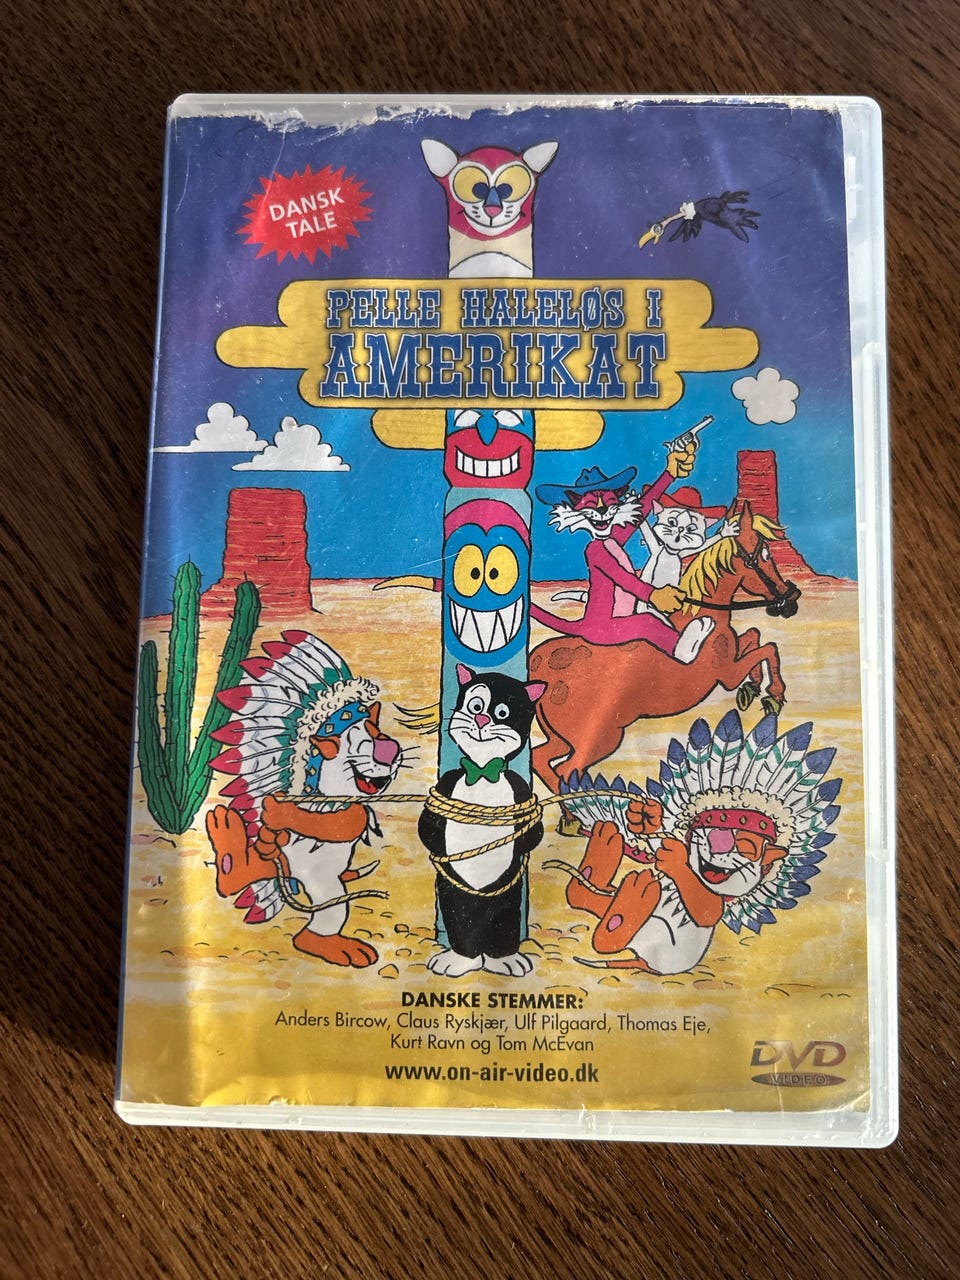 DANSK
TALE
PELLE HALELØS I
AMERIKAT
DANSKE STEMMER:
Anders Bircow, Claus Ryskjær, Ulf Pilgaard, Thomas Eje,
Kurt Ravn og Tom McEvan
www.on-air-video.dk
DVD
VIDEO